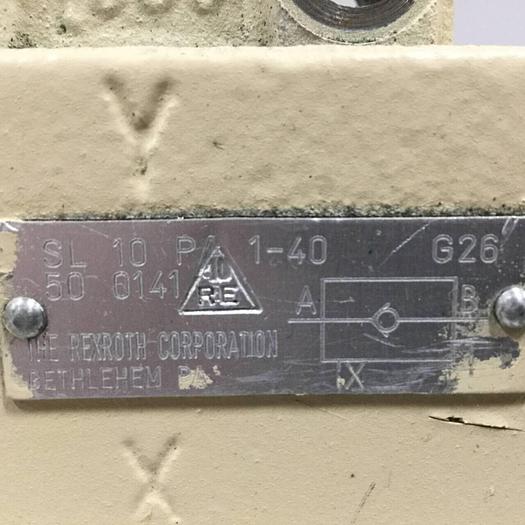 Y
SL 10 PA 1-40 G26
50 0141
40
RE
A B
THE REXROTH CORPORATION
BETHLEHEM PA
X
X